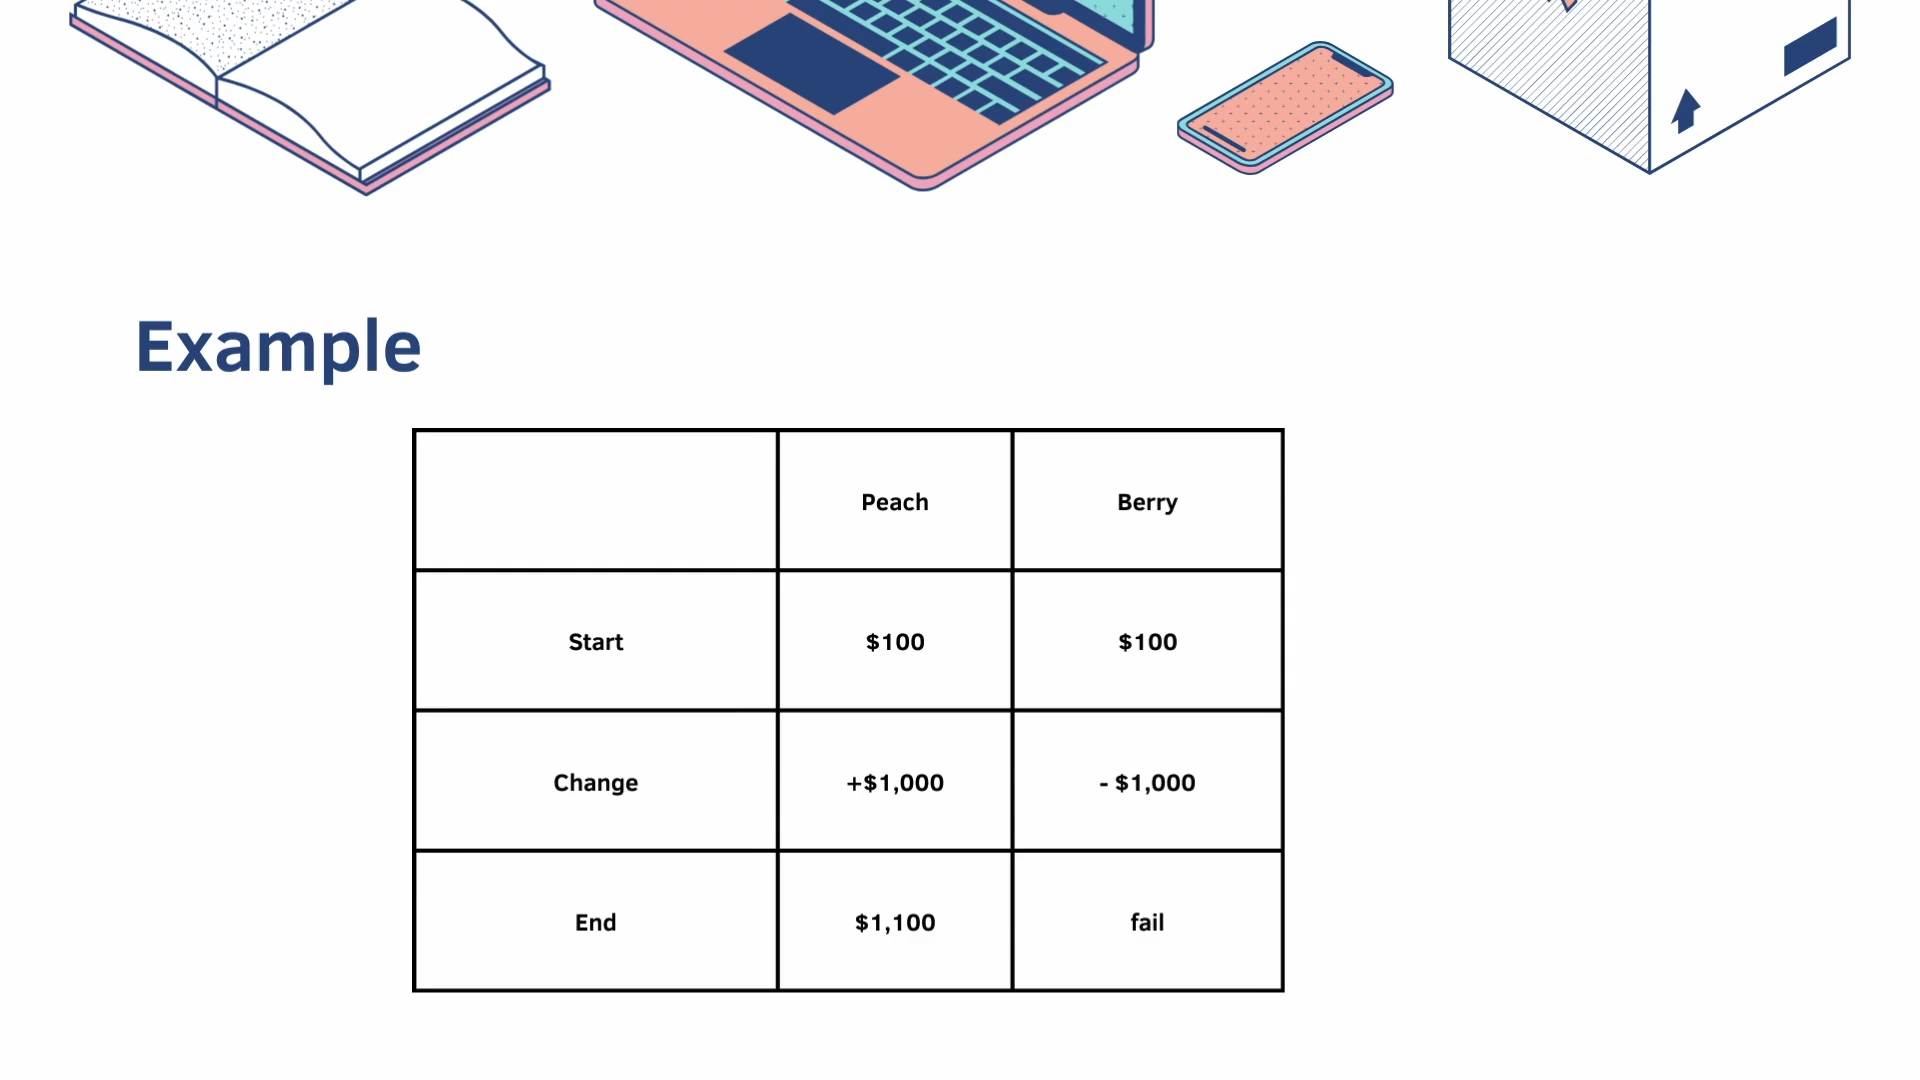 Example
Peach Berry
Start $100 $100
Change +$1,000 - $1,000
End $1,100 fail